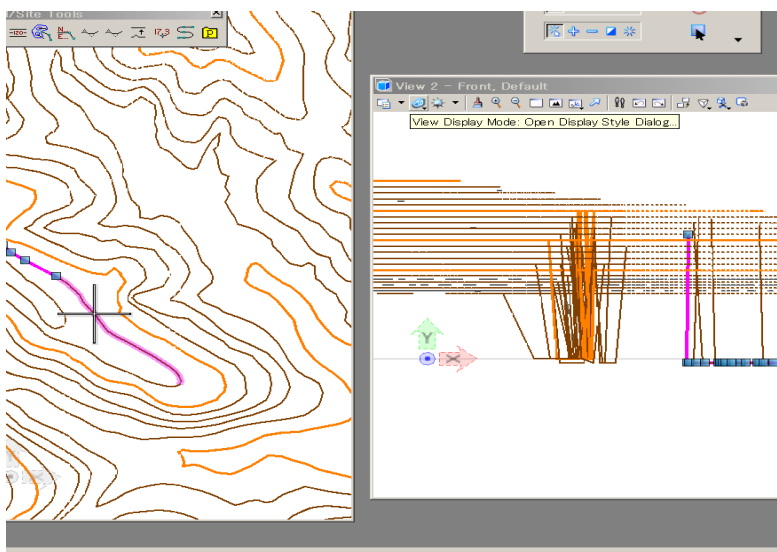 /Site Tools
View 2 - Front, Default
View Display Mode: Open Display Style Dialog...
Y
X